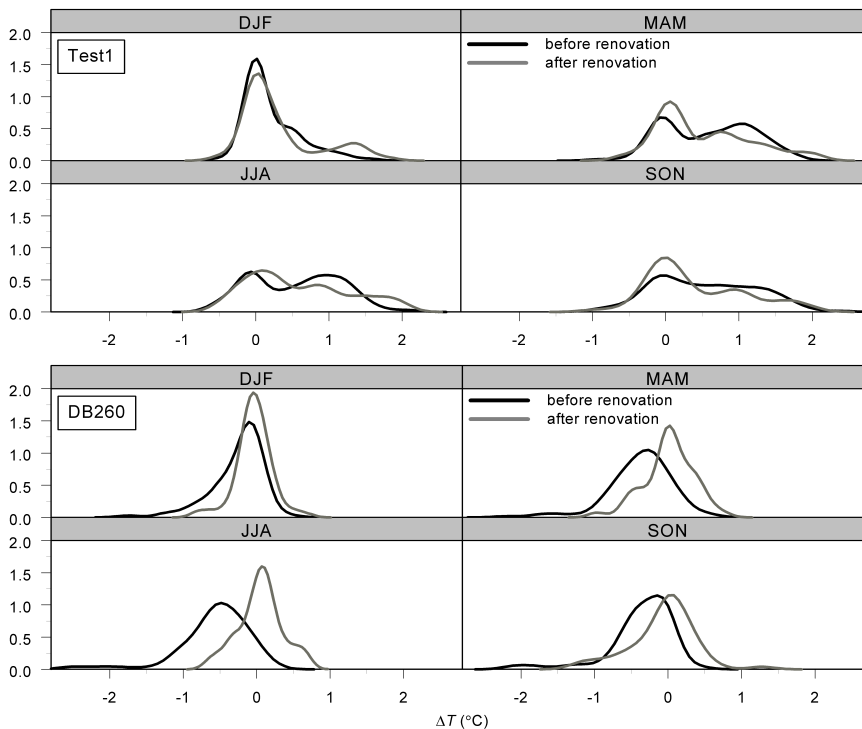 DJF MAM
2.0
Test1
before renovation
after renovation
1.5
1.0
0.5
0.0
JJA SON
2.0
1.5
1.0
0.5
0.0
-2 -1 0 1 2 -2 -1 0 1 2
DJF MAM
2.0
DB260
before renovation
after renovation
1.5
1.0
0.5
0.0
JJA SON
2.0
1.5
1.0
0.5
0.0
-2 -1 0 1 2 -1 0 1 2
ΔT (°C)